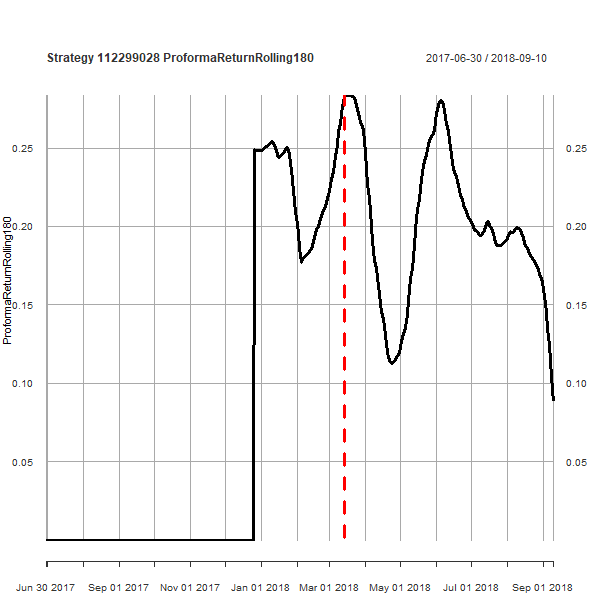 Strategy 112299028 ProformaReturnRolling180
2017-06-30 / 2018-09-10
ProformaReturnRolling180
0.25 0.25
0.20 0.20
0.15 0.15
0.10 0.10
0.05 0.05
Jun 30 2017 Sep 01 2017 Nov 01 2017 Jan 01 2018 Mar 01 2018 May 01 2018 Jul 01 2018 Sep 01 2018